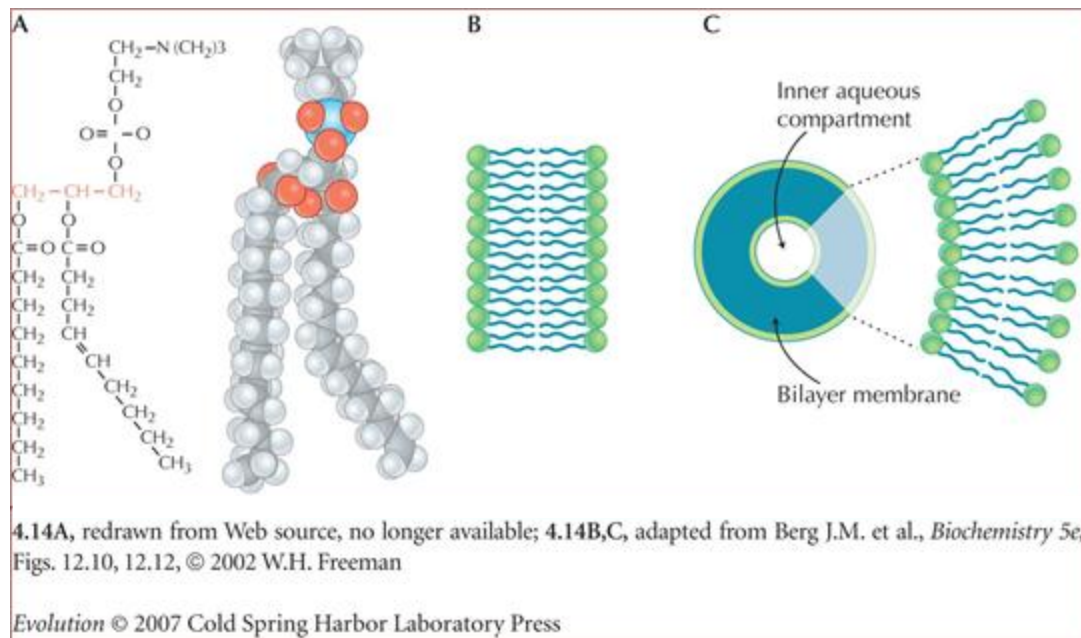 A
CH₂–N (CH₂)3
CH₂
O
O= –O
O
CH₂–CH–CH₂
O O
C=O C=O
CH₂ CH₂
CH₂ CH₂
CH₂ CH
CH₂ CH
CH₂ CH₂
CH₂ CH₂
CH₂ CH₂
CH₃ CH₃
B
C
Inner aqueous
compartment
Bilayer membrane
4.14A, redrawn from Web source, no longer available; 4.14B,C, adapted from Berg J.M. et al., Biochemistry 5e,
Figs. 12.10, 12.12, © 2002 W.H. Freeman
Evolution © 2007 Cold Spring Harbor Laboratory Press